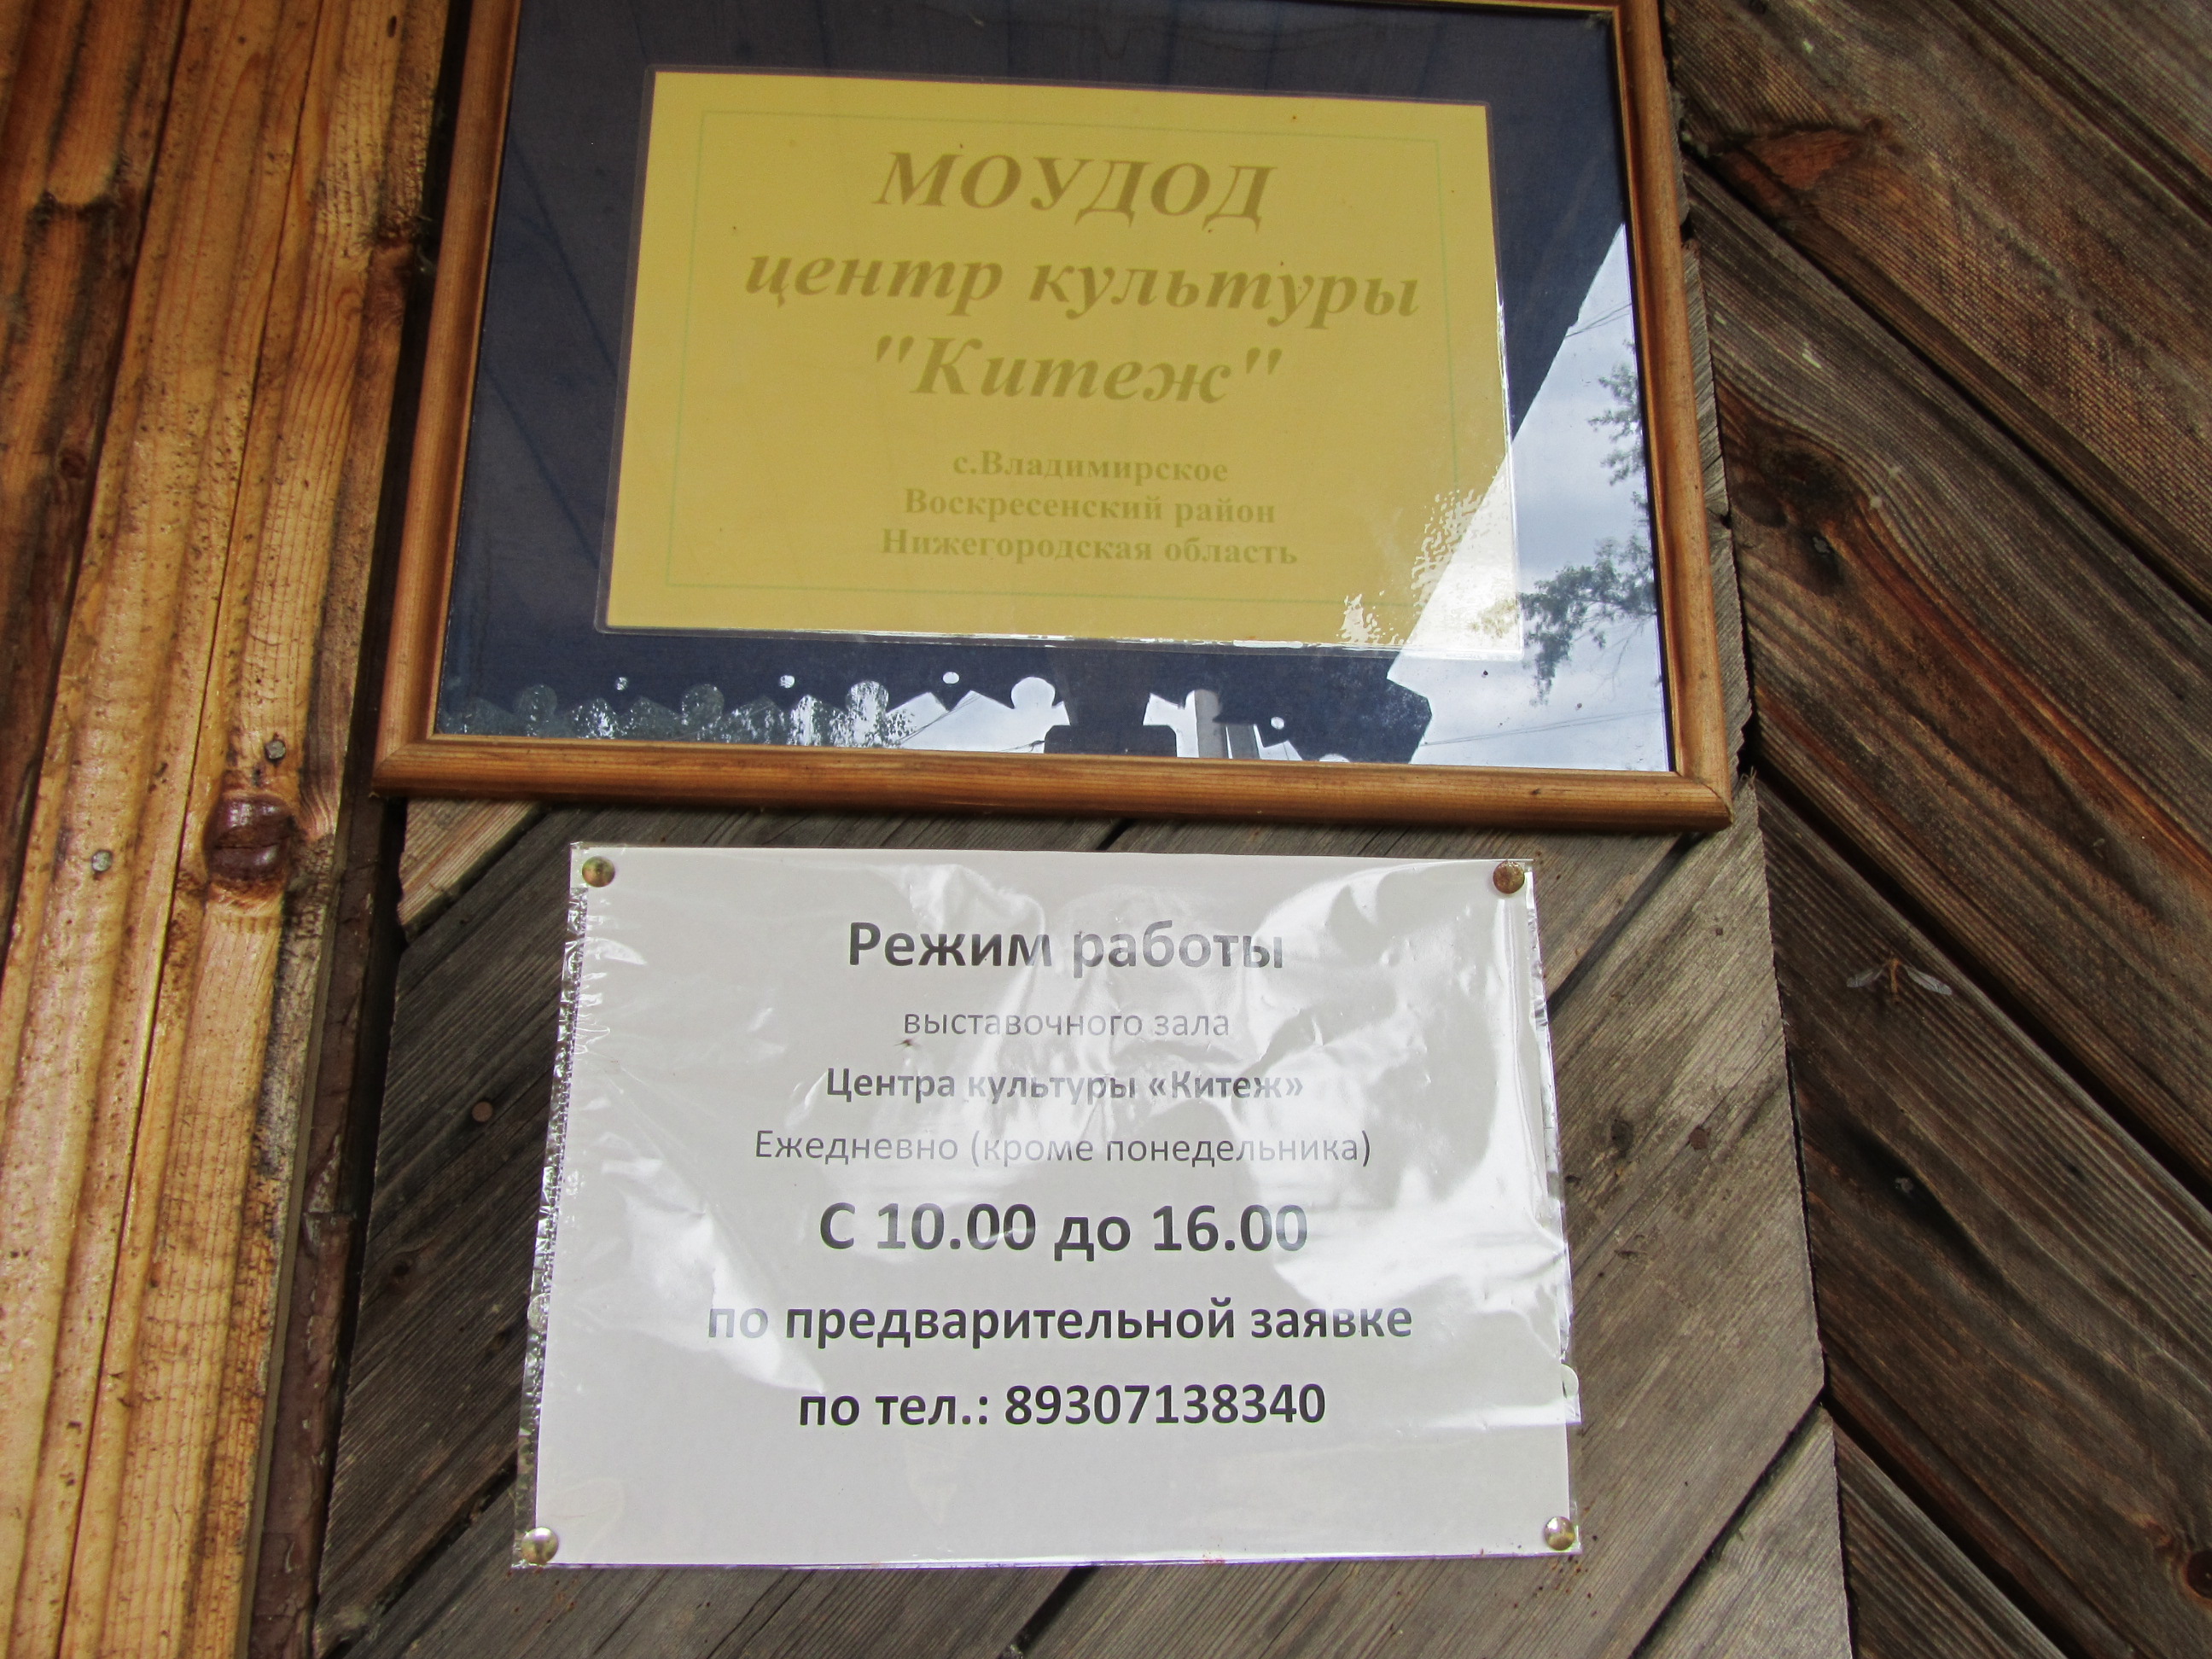 МОУДОД
центр культуры
"Китеж"
с.Владимирское
Воскресенский район
Нижегородская область
Режим работы
выставочного зала
Центра культуры «Китеж»
Ежедневно (кроме понедельника)
С 10.00 до 16.00
по предварительной заявке
по тел.: 89307138340